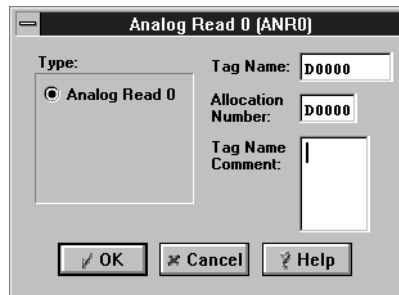 Analog Read 0 (ANR0)
Type:
Analog Read 0
Tag Name: D0000
Allocation
Number: D0000
Tag Name
Comment:
OK Cancel Help